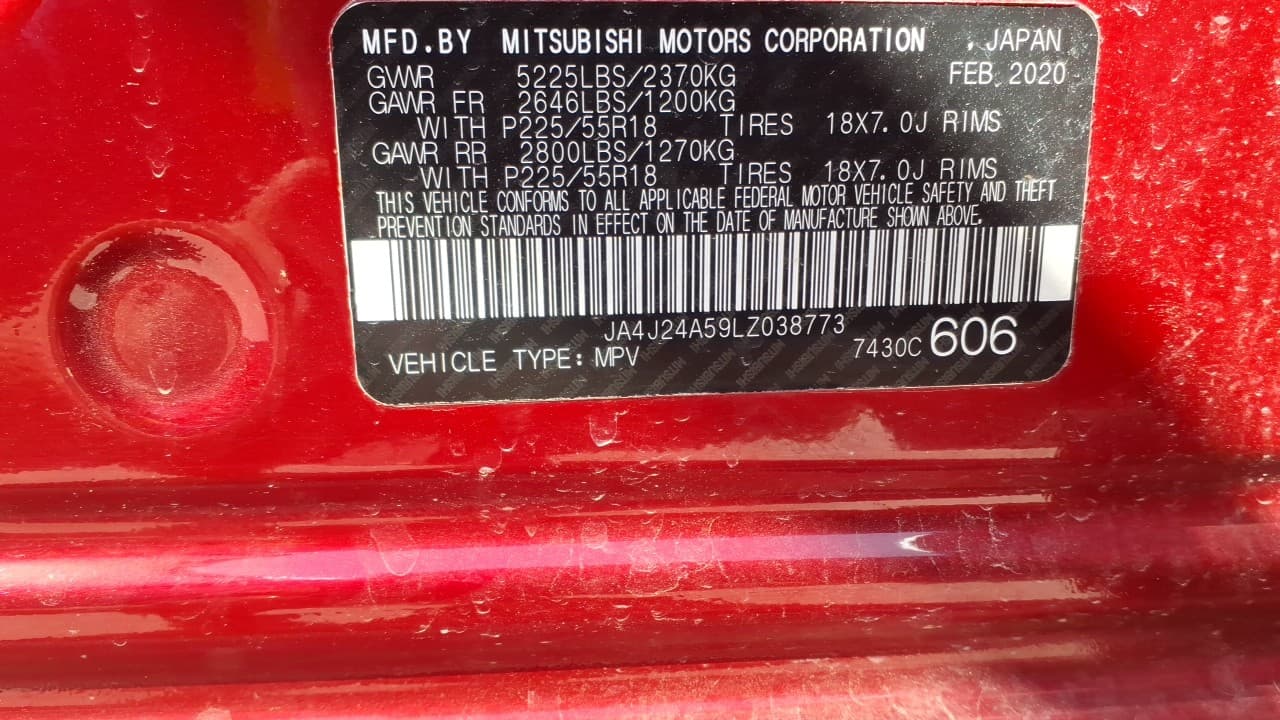 MFD.BY MITSUBISHI MOTORS CORPORATION , JAPAN
GVWR 5225LBS/2370KG FEB. 2020
GAWR FR 2646LBS/1200KG
WITH P225/55R18 TIRES 18X7.0J RIMS
GAWR RR 2800LBS/1270KG
WITH P225/55R18 TIRES 18X7.0J RIMS
THIS VEHICLE CONFORMS TO ALL APPLICABLE FEDERAL MOTOR VEHICLE SAFETY AND THEFT
PREVENTION STANDARDS IN EFFECT ON THE DATE OF MANUFACTURE SHOWN ABOVE.
JA4J24A59LZ038773
VEHICLE TYPE: MPV 7430C 606